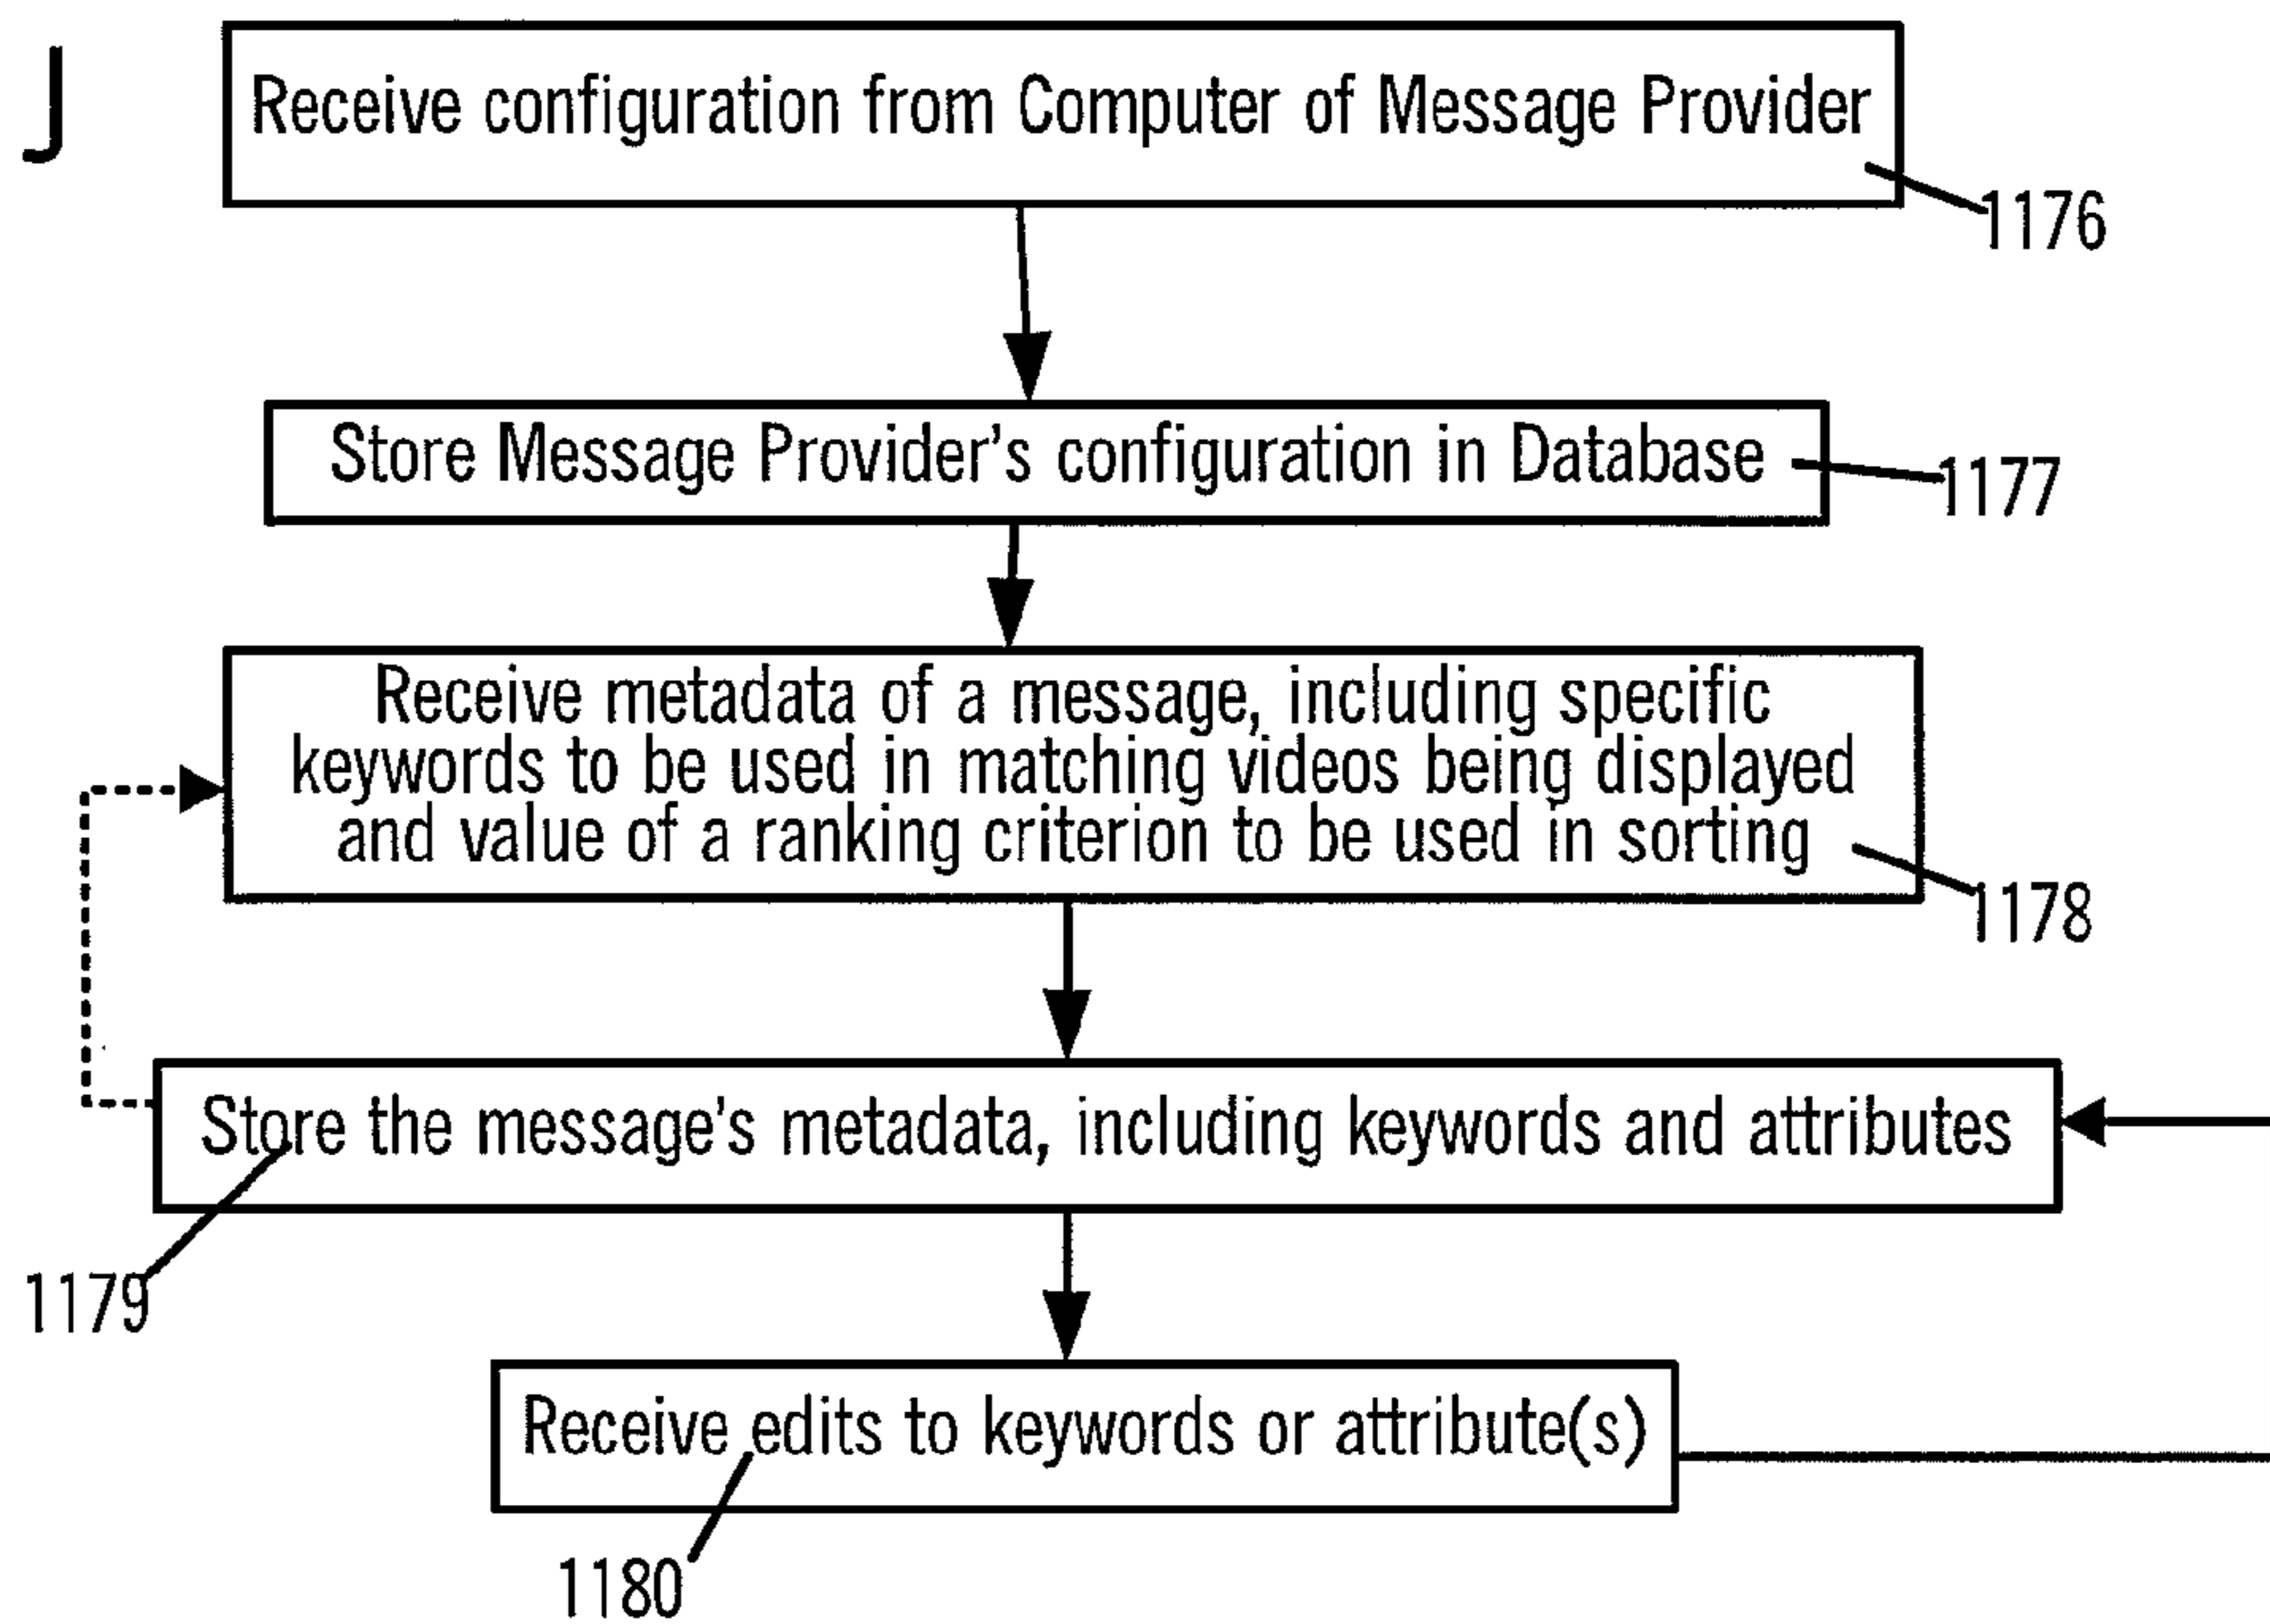 J
Receive configuration from Computer of Message Provider
1176
Store Message Provider's configuration in Database
1177
Receive metadata of a message, including specific
keywords to be used in matching videos being displayed
and value of a ranking criterion to be used in sorting
1178
Store the message's metadata, including keywords and attributes
1179
Receive edits to keywords or attribute(s)
1180